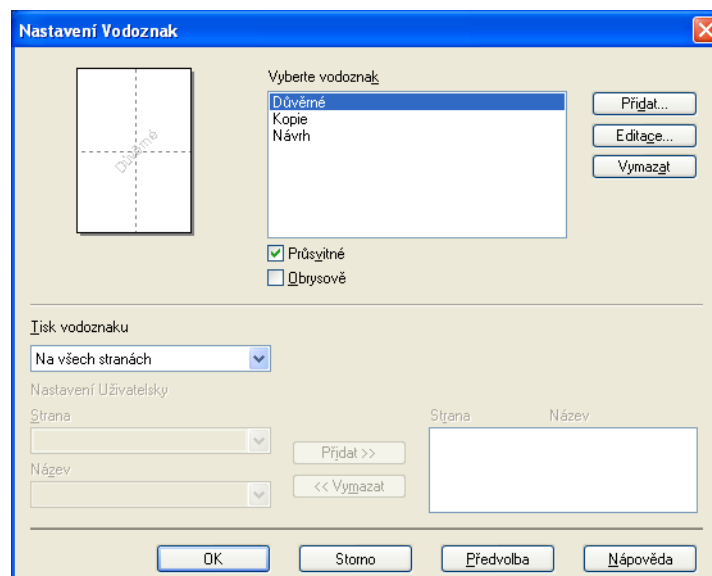 Nastavení Vodoznak
Vyberte vodoznak
Důvěrné
Kopie
Návrh
Přidat...
Editace...
Vymazat
Důvěrné
Průsvitné
Obrysově
Tisk vodoznaku
Na všech stranách
Nastavení Uživatelsky
Strana
Název
Přidat >>
<< Vymazat
Strana Název
OK Storno Předvolba Nápověda